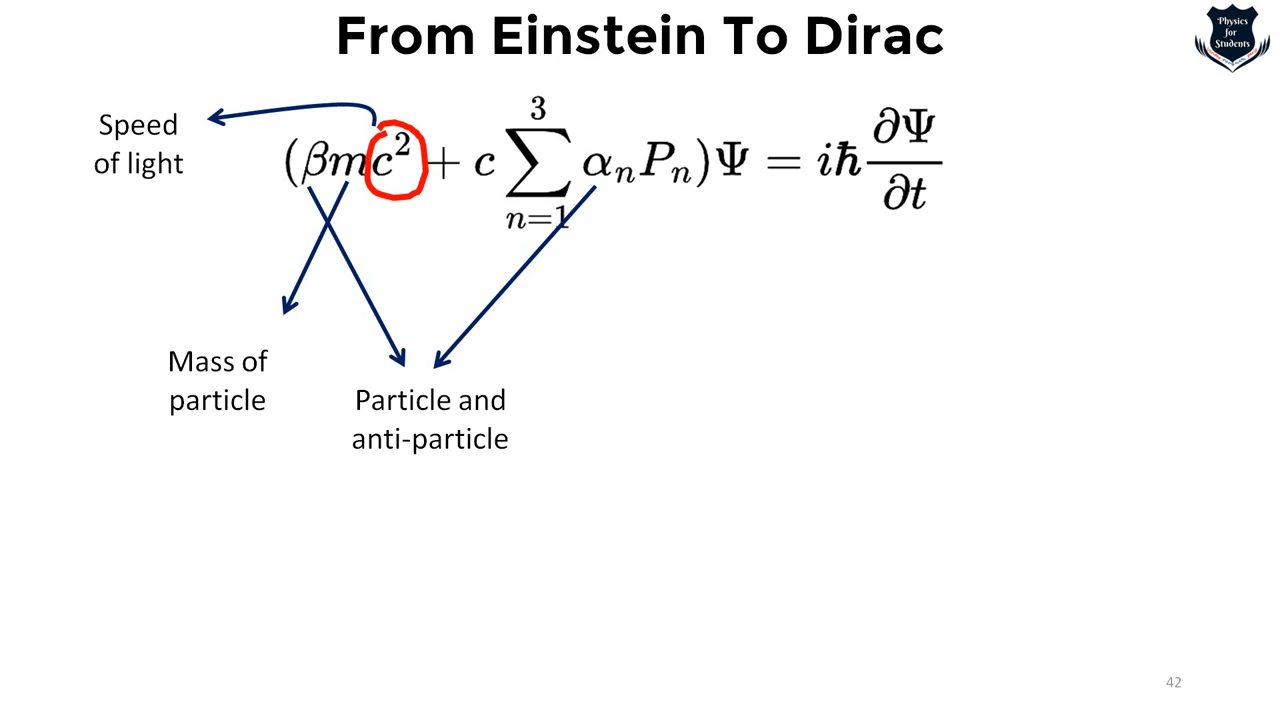 From Einstein To Dirac
Physics
for
Students
Speed
of light
(βmc² + c ∑_{n=1}^{3} αₙPₙ)Ψ = iħ ∂Ψ/∂t
Mass of
particle
Particle and
anti-particle
42